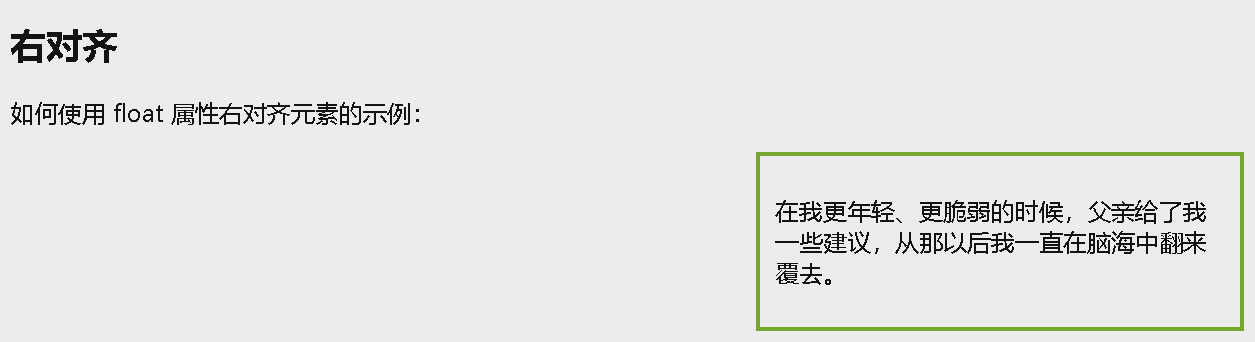 右对齐
如何使用 float 属性右对齐元素的示例：
在我更年轻、更脆弱的时候，父亲给了我
一些建议，从那以后我一直在脑海中翻来
覆去。